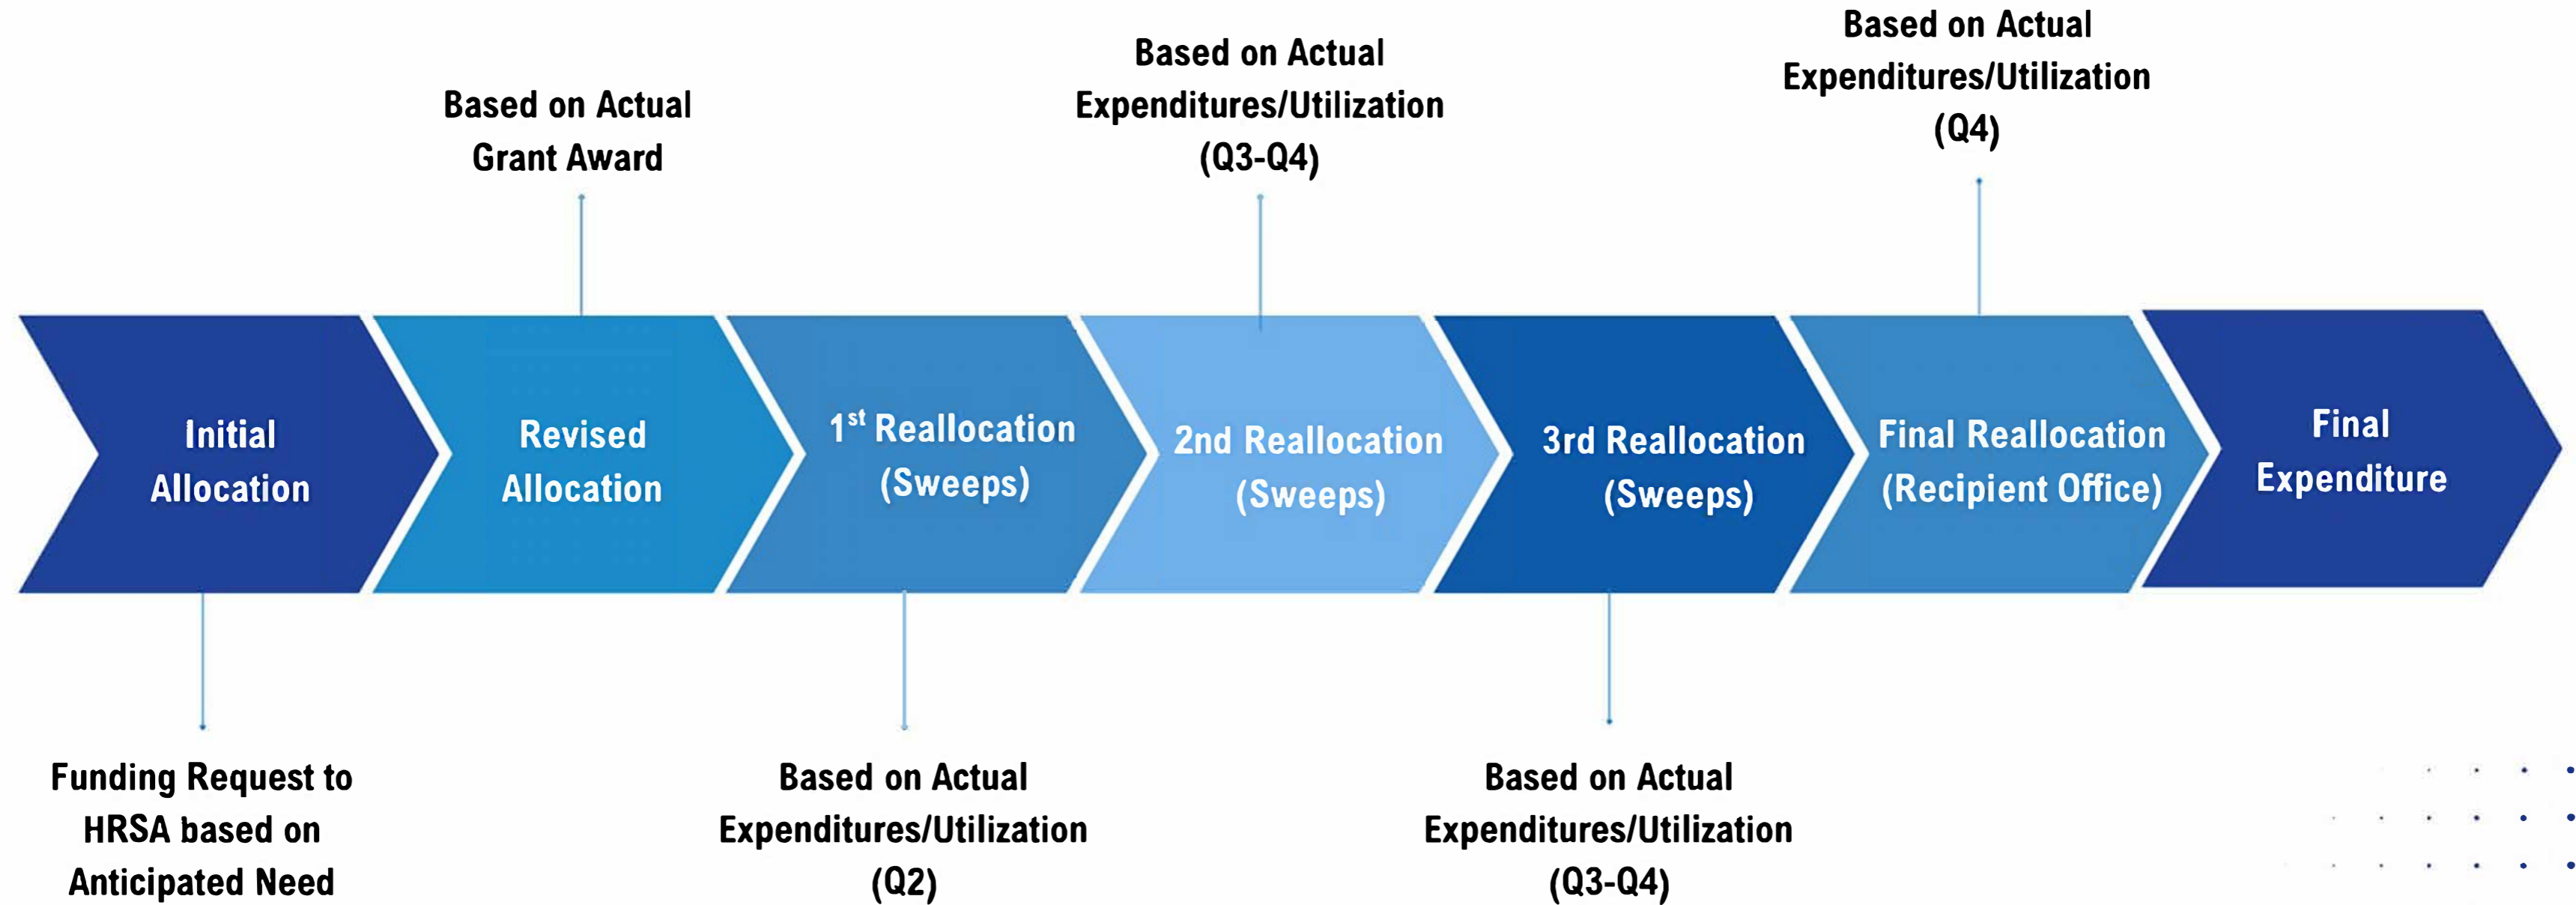 Based on Actual
Grant Award
Based on Actual
Expenditures/Utilization
(Q3-Q4)
Based on Actual
Expenditures/Utilization
(Q4)
Initial
Allocation
Revised
Allocation
1st Reallocation
(Sweeps)
2nd Reallocation
(Sweeps)
3rd Reallocation
(Sweeps)
Final Reallocation
(Recipient Office)
Final
Expenditure
Funding Request to
HRSA based on
Anticipated Need
Based on Actual
Expenditures/Utilization
(Q2)
Based on Actual
Expenditures/Utilization
(Q3-Q4)